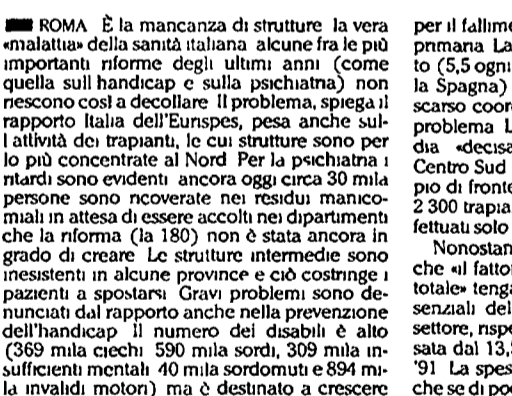 ROMA È la mancanza di strutture la vera
«malattia» della sanità italiana alcune fra le più
importanti riforme degli ultimi anni (come
quella sull handicap e sulla psichiatria) non
riescono così a decollare Il problema, spiega il
rapporto Italia dell'Eurispes, pesa anche sul-
l attività dei trapianti, le cui strutture sono per
lo più concentrate al Nord Per la psichiatria i
ritardi sono evidenti ancora oggi circa 30 mila
persone sono ricoverate nei residui manico-
miali in attesa di essere accolti nei dipartimenti
che la riforma (la 180) non è stata ancora in
grado di creare Le strutture intermedie sono
inesistenti in alcune province e ciò costringe i
pazienti a spostarsi Gravi problemi sono de-
nunciati dal rapporto anche nella prevenzione
dell'handicap Il numero dei disabili è alto
(369 mila ciechi 590 mila sordi, 309 mila in-
sufficienti mentali 40 mila sordomuti e 894 mi-
la invalidi motori) ma è destinato a crescere
per il fallime
primaria La
to (5,5 ogni
la Spagna)
scarso coor
problema L
dia «decisa
Centro Sud
pio di fronte
2 300 trapia
fettuati solo
Nonostan
che «il fattor
totale» tenga
senziali del
settore, rispe
sata dal 13,
'91 La spes
che se di poc